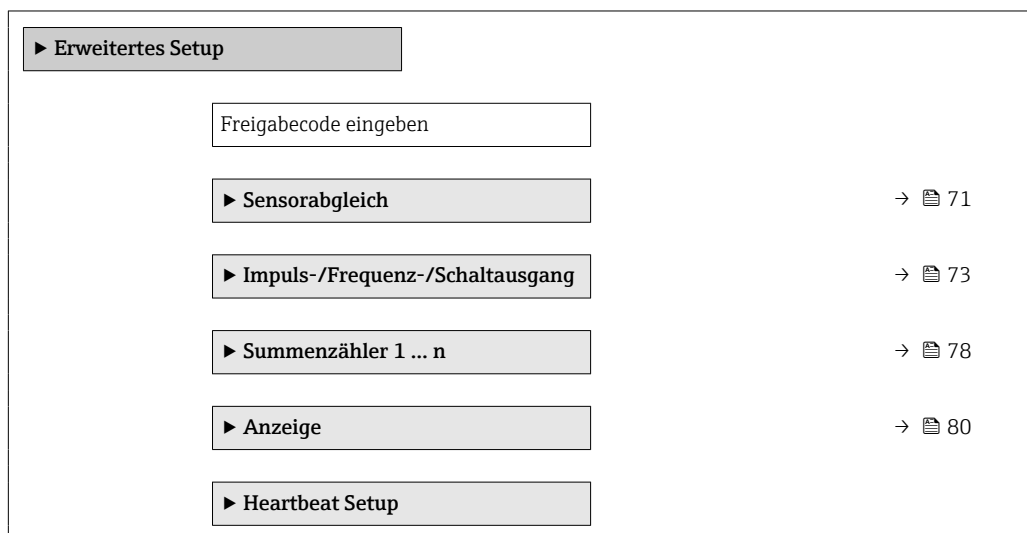 ▶ Erweitertes Setup
Freigabecode eingeben
▶ Sensorabgleich → 71
▶ Impuls-/Frequenz-/Schaltausgang → 73
▶ Summenzähler 1 … n → 78
▶ Anzeige → 80
▶ Heartbeat Setup